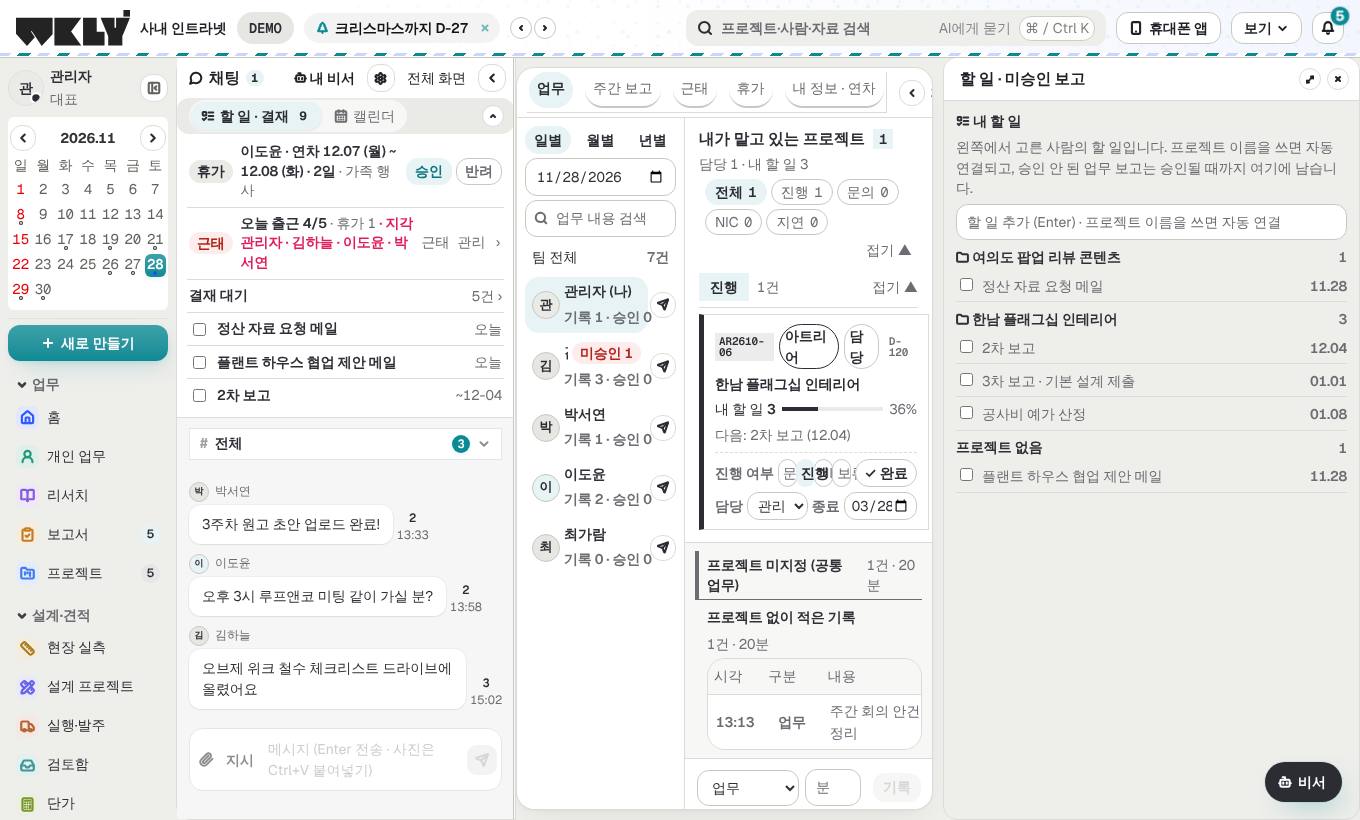 WKLY 사내 인트라넷 DEMO 크리스마스까지 D-27 ×
프로젝트·사람·자료 검색 AI에게 묻기 ⌘ / Ctrl K 휴대폰 앱 보기 5
관 관리자
대표
2026.11
일 월 화 수 목 금 토
1 2 3 4 5 6 7
8 9 10 11 12 13 14
15 16 17 18 19 20 21
22 23 24 25 26 27 28
29 30
+ 새로 만들기
업무
홈
개인 업무
리서치
보고서 5
프로젝트 5
설계·견적
현장 실측
설계 프로젝트
실행·발주
검토함
단가
채팅 1 내 비서 전체 화면
할 일 · 결재 9 캘린더
휴가 이도윤 · 연차 12.07 (월) ~ 12.08 (화) · 2일 · 가족 행사 승인 반려
근태 오늘 출근 4/5 · 휴가 1 · 지각 관리자 · 김하늘 · 이도윤 · 박서연 근태 관리 ›
결재 대기 5건 ›
정산 자료 요청 메일 오늘
플랜트 하우스 협업 제안 메일 오늘
2차 보고 ~12-04
# 전체 3
박 박서연
3주차 원고 초안 업로드 완료! 2 13:33
이 이도윤
오후 3시 루프앤코 미팅 같이 가실 분? 2 13:58
김 김하늘
오브제 위크 철수 체크리스트 드라이브에
올렸어요 3 15:02
지시 메시지 (Enter 전송 · 사진은
Ctrl+V 붙여넣기)
업무 주간 보고 근태 휴가 내 정보 · 연차
일별 월별 년별
11/28/2026
업무 내용 검색
팀 전체 7건
관 관리자 (나)
기록 1 · 승인 0
김 미승인 1
기록 3 · 승인 0
박 박서연
기록 1 · 승인 0
이 이도윤
기록 2 · 승인 0
최 최가람
기록 0 · 승인 0
내가 맡고 있는 프로젝트 1
담당 1 · 내 할 일 3
전체 1 진행 1 문의 0
NIC 0 지연 0
접기 ▲
진행 1건 접기 ▲
AR2610-06 아트리어 담당 D-120
한남 플래그십 인테리어
내 할 일 3 36%
다음: 2차 보고 (12.04)
진행 여부 문 진행 보 ✓ 완료
담당 관리 종료 03/28
프로젝트 미지정 (공통 업무) 1건 · 20분
프로젝트 없이 적은 기록
1건 · 20분
시각 구분 내용
13:13 업무 주간 회의 안건 정리
업무 분 기록
할 일 · 미승인 보고
내 할 일
왼쪽에서 고른 사람의 할 일입니다. 프로젝트 이름을 쓰면 자동
연결되고, 승인 안 된 업무 보고는 승인될 때까지 여기에 남습니
다.
할 일 추가 (Enter) · 프로젝트 이름을 쓰면 자동 연결
여의도 팝업 리뷰 콘텐츠 1
정산 자료 요청 메일 11.28
한남 플래그십 인테리어 3
2차 보고 12.04
3차 보고 · 기본 설계 제출 01.01
공사비 예가 산정 01.08
프로젝트 없음 1
플랜트 하우스 협업 제안 메일 11.28
비서